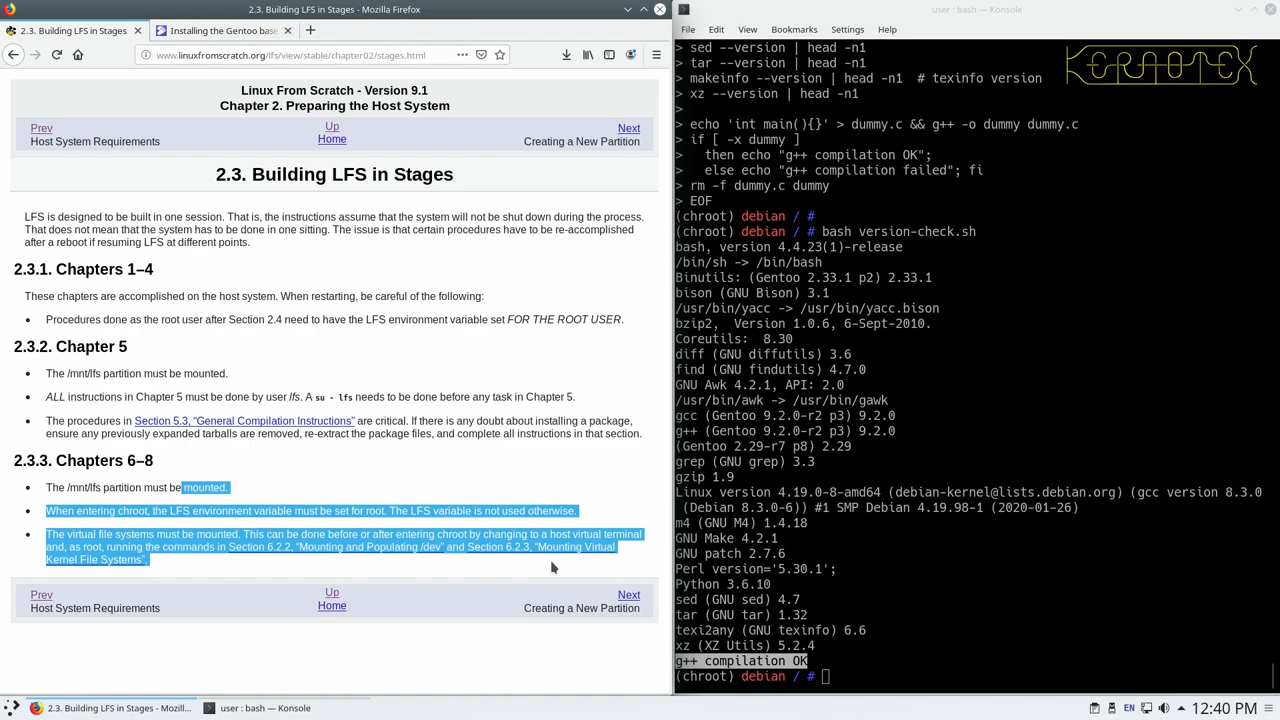 2.3. Building LFS in Stages - Mozilla Firefox
2.3. Building LFS in Stages
Installing the Gentoo base
www.linuxfromscratch.org/lfs/view/stable/chapter02/stages.html
Linux From Scratch - Version 9.1
Chapter 2. Preparing the Host System
Prev
Up
Next
Host System Requirements
Home
Creating a New Partition
2.3. Building LFS in Stages
LFS is designed to be built in one session. That is, the instructions assume that the system will not be shut down during the process.
That does not mean that the system has to be done in one sitting. The issue is that certain procedures have to be re-accomplished
after a reboot if resuming LFS at different points.
2.3.1. Chapters 1–4
These chapters are accomplished on the host system. When restarting, be careful of the following:
• Procedures done as the root user after Section 2.4 need to have the LFS environment variable set FOR THE ROOT USER.
2.3.2. Chapter 5
• The /mnt/lfs partition must be mounted.
• ALL instructions in Chapter 5 must be done by user lfs. A su - lfs needs to be done before any task in Chapter 5.
• The procedures in Section 5.3, “General Compilation Instructions” are critical. If there is any doubt about installing a package,
ensure any previously expanded tarballs are removed, re-extract the package files, and complete all instructions in that section.
2.3.3. Chapters 6–8
• The /mnt/lfs partition must be mounted.
• When entering chroot, the LFS environment variable must be set for root. The LFS variable is not used otherwise.
• The virtual file systems must be mounted. This can be done before or after entering chroot by changing to a host virtual terminal
and, as root, running the commands in Section 6.2.2, “Mounting and Populating /dev” and Section 6.2.3, “Mounting Virtual
Kernel File Systems”.
Prev
Up
Next
Host System Requirements
Home
Creating a New Partition
user : bash — Konsole
File Edit View Bookmarks Settings Help
KERNOTEX
> sed --version | head -n1
> tar --version | head -n1
> makeinfo --version | head -n1  # texinfo version
> xz --version | head -n1
>
> echo 'int main(){}' > dummy.c && g++ -o dummy dummy.c
> if [ -x dummy ]
>   then echo "g++ compilation OK";
>   else echo "g++ compilation failed"; fi
> rm -f dummy.c dummy
> EOF
(chroot) debian / #
(chroot) debian / # bash version-check.sh
bash, version 4.4.23(1)-release
/bin/sh -> /bin/bash
Binutils: (Gentoo 2.33.1 p2) 2.33.1
bison (GNU Bison) 3.1
/usr/bin/yacc -> /usr/bin/yacc.bison
bzip2,  Version 1.0.6, 6-Sept-2010.
Coreutils:  8.30
diff (GNU diffutils) 3.6
find (GNU findutils) 4.7.0
GNU Awk 4.2.1, API: 2.0
/usr/bin/awk -> /usr/bin/gawk
gcc (Gentoo 9.2.0-r2 p3) 9.2.0
g++ (Gentoo 9.2.0-r2 p3) 9.2.0
(Gentoo 2.29-r7 p8) 2.29
grep (GNU grep) 3.3
gzip 1.9
Linux version 4.19.0-8-amd64 (debian-kernel@lists.debian.org) (gcc version 8.3.0
(Debian 8.3.0-6)) #1 SMP Debian 4.19.98-1 (2020-01-26)
m4 (GNU M4) 1.4.18
GNU Make 4.2.1
GNU patch 2.7.6
Perl version='5.30.1';
Python 3.6.10
sed (GNU sed) 4.7
tar (GNU tar) 1.32
texi2any (GNU texinfo) 6.6
xz (XZ Utils) 5.2.4
g++ compilation OK
(chroot) debian / #
2.3. Building LFS in Stages - Mozill...
user : bash — Konsole
EN
12:40 PM